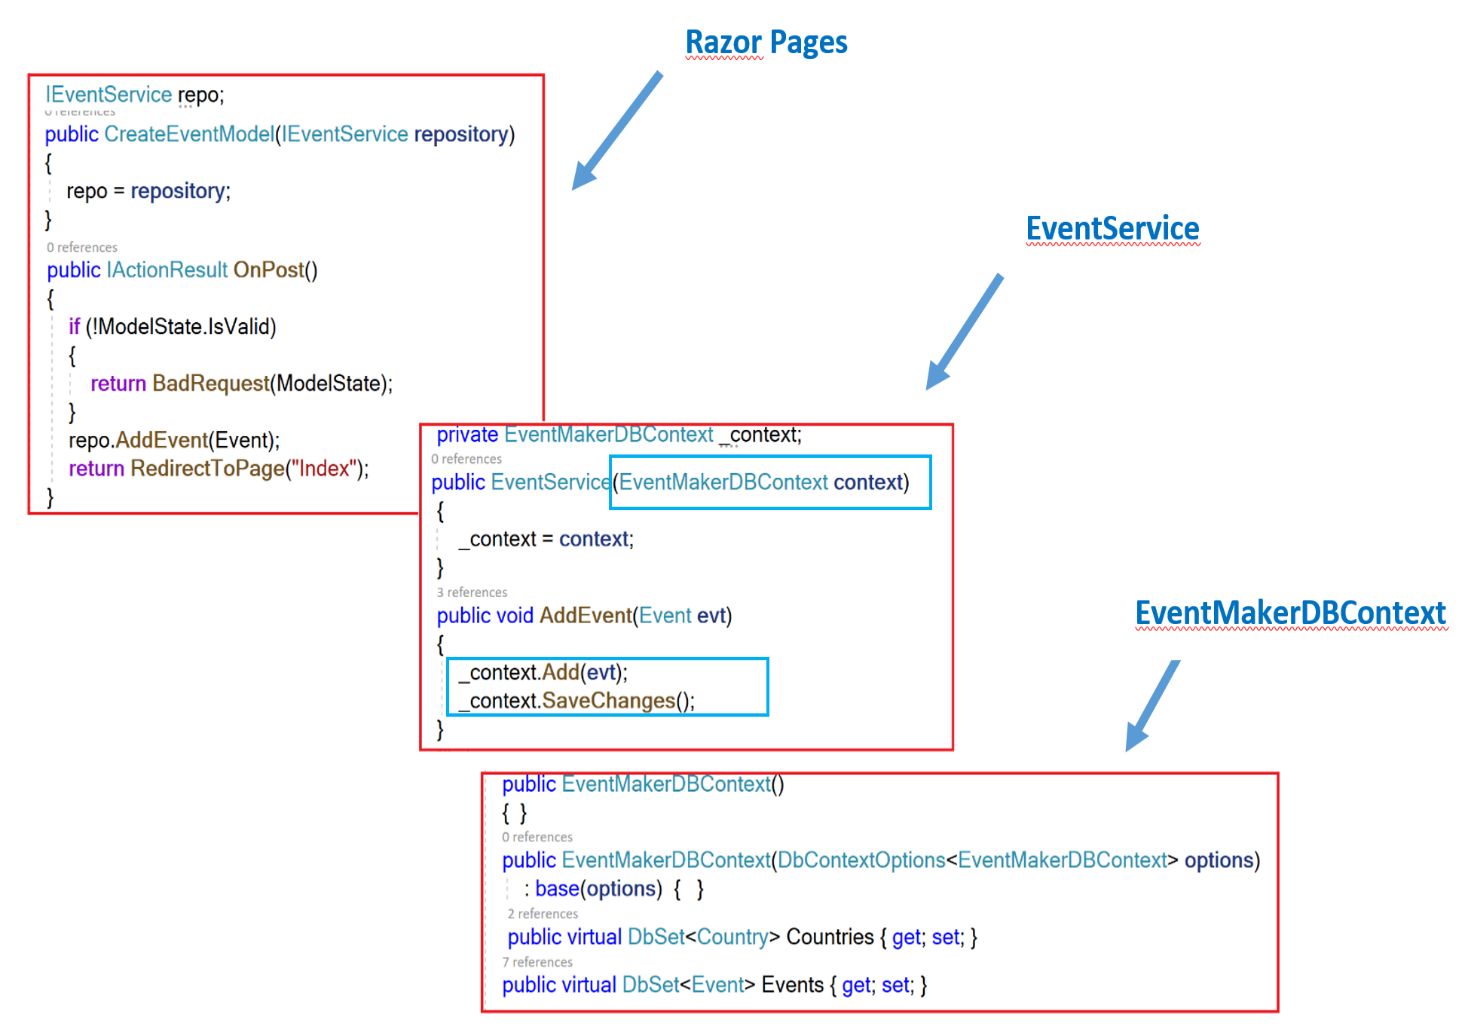 Razor Pages
IEventService repo;
0 references
public CreateEventModel(IEventService repository)
{
repo = repository;
}
0 references
public IActionResult OnPost()
{
if (!ModelState.IsValid)
{
return BadRequest(ModelState);
}
repo.AddEvent(Event);
return RedirectToPage("Index");
}
EventService
private EventMakerDBContext _context;
0 references
public EventService(EventMakerDBContext context)
{
_context = context;
}
3 references
public void AddEvent(Event evt)
{
_context.Add(evt);
_context.SaveChanges();
}
EventMakerDBContext
public EventMakerDBContext()
{ }
0 references
public EventMakerDBContext(DbContextOptions<EventMakerDBContext> options)
: base(options) { }
2 references
public virtual DbSet<Country> Countries { get; set; }
7 references
public virtual DbSet<Event> Events { get; set; }